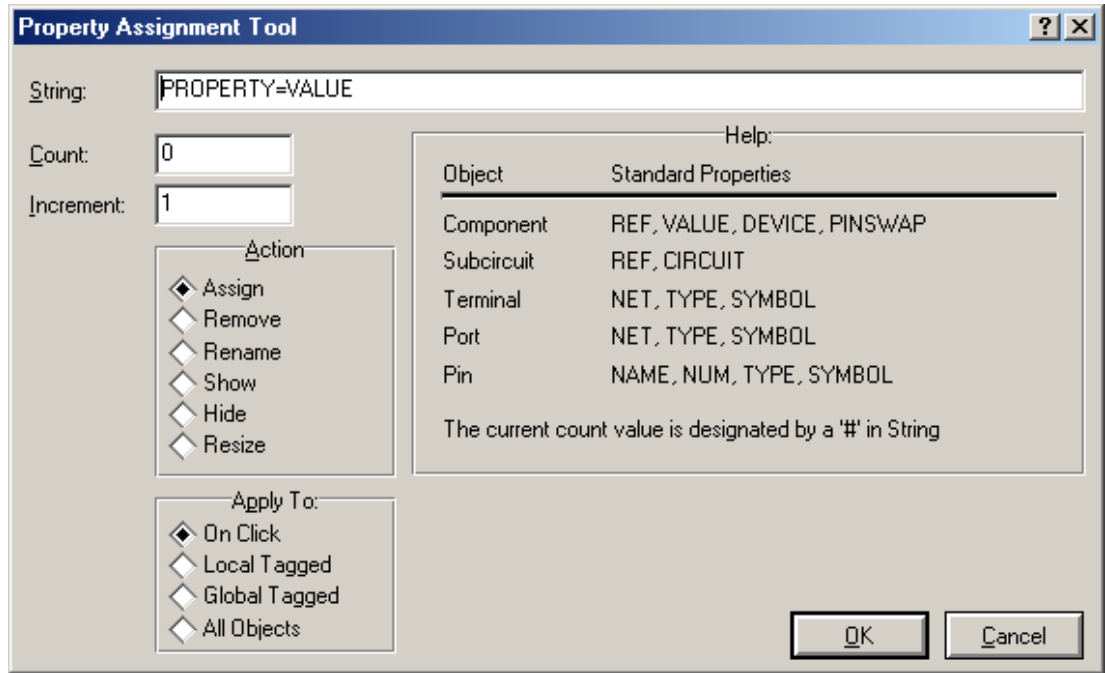 Property Assignment Tool
String: PROPERTY=VALUE
Count: 0
Increment: 1
Action
Assign
Remove
Rename
Show
Hide
Resize
Apply To:
On Click
Local Tagged
Global Tagged
All Objects
Help:
Object Standard Properties
Component REF, VALUE, DEVICE, PINSWAP
Subcircuit REF, CIRCUIT
Terminal NET, TYPE, SYMBOL
Port NET, TYPE, SYMBOL
Pin NAME, NUM, TYPE, SYMBOL
The current count value is designated by a '#' in String
OK Cancel